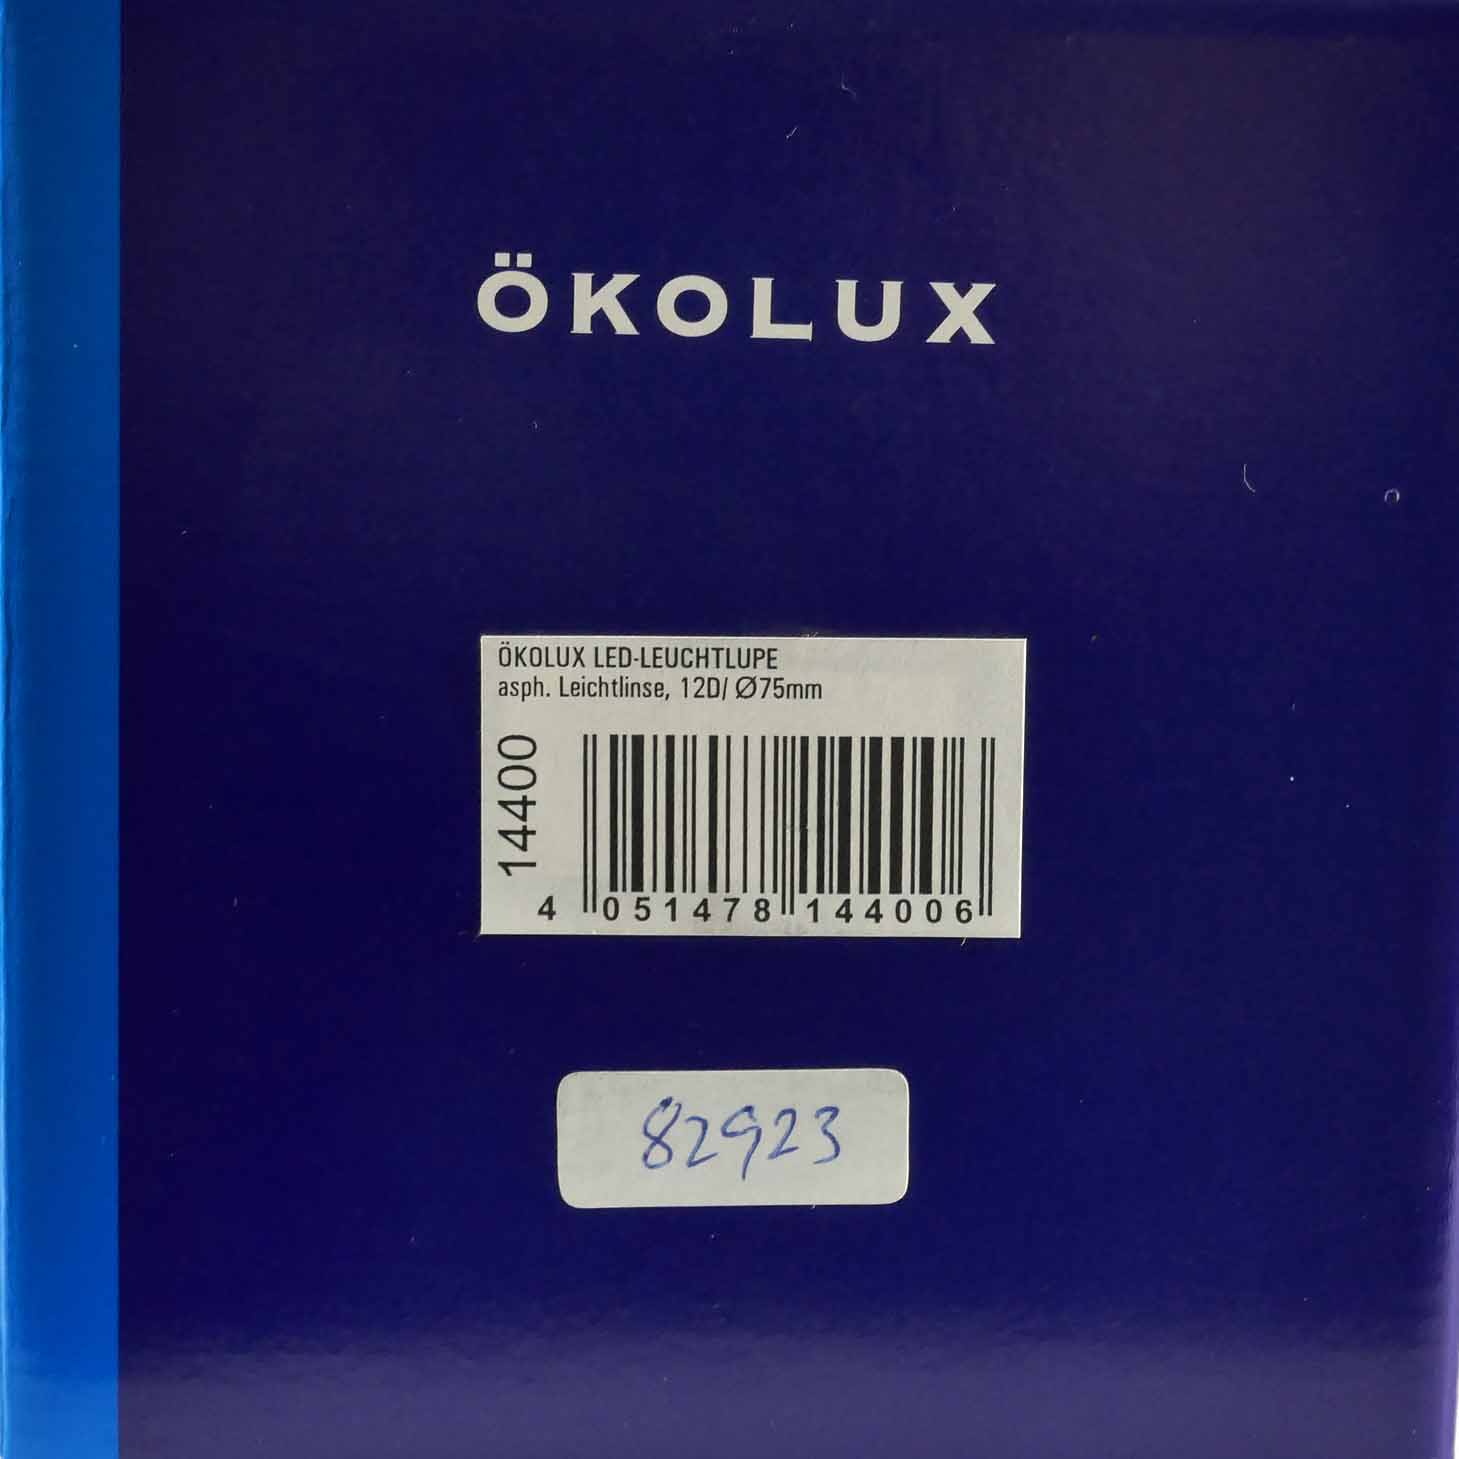 ÖKOLUX
ÖKOLUX LED-LEUCHTLUPE
asph. Leichtlinse, 12D/ Ø75mm
14400
4 051478 144006
82923